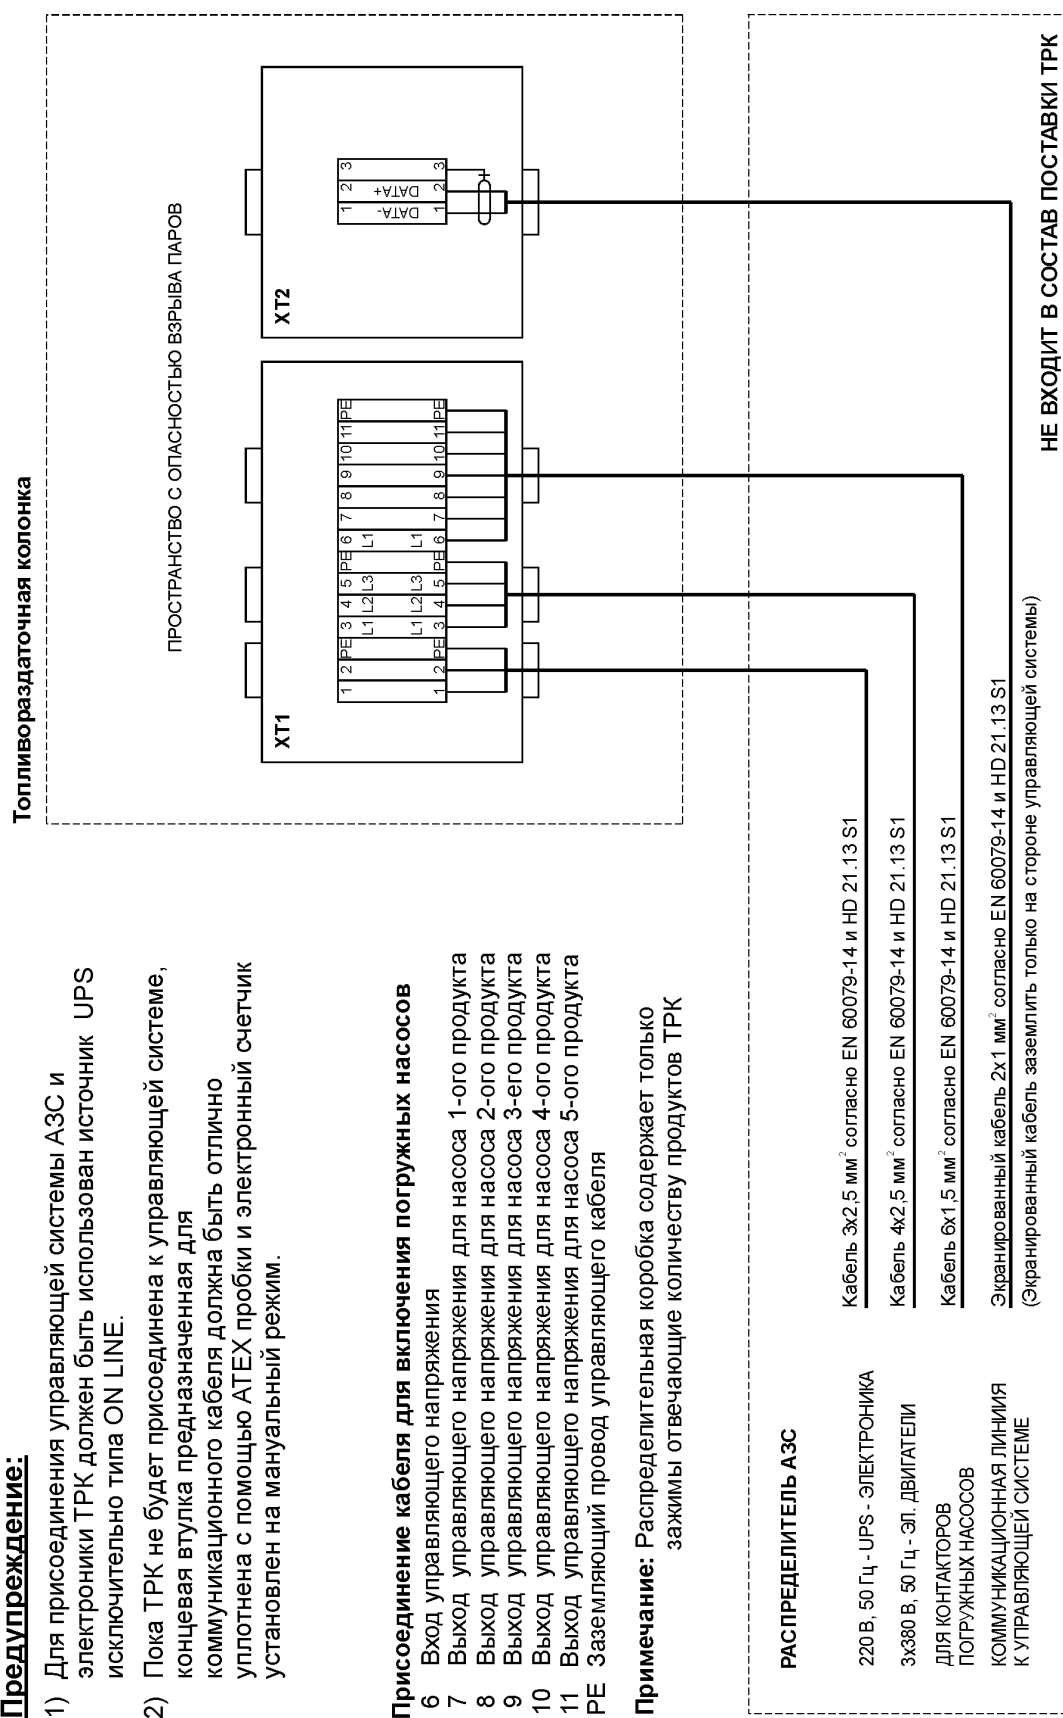 Предупреждение:
1) Для присоединения управляющей системы АЗС и
электроники ТРК должен быть использован источник UPS
исключительно типа ON LINE.
2) Пока ТРК не будет присоединена к управляющей системе,
концевая втулка предназначенная для
коммуникационного кабеля должна быть отлично
уплотнена с помощью ATEX пробки и электронный счетчик
установлен на мануальный режим.
Присоединение кабеля для включения погружных насосов
6 Вход управляющего напряжения
7 Выход управляющего напряжения для насоса 1-ого продукта
8 Выход управляющего напряжения для насоса 2-ого продукта
9 Выход управляющего напряжения для насоса 3-его продукта
10 Выход управляющего напряжения для насоса 4-ого продукта
11 Выход управляющего напряжения для насоса 5-ого продукта
PE Заземляющий провод управляющего кабеля
Примечание: Распределительная коробка содержает только
зажимы отвечающие количеству продуктов ТРК
Топливораздаточная колонка
ПРОСТРАНСТВО С ОПАСНОСТЬЮ ВЗРЫВА ПАРОВ
XT1
1 2 PE 3 4 5 PE 6 7 8 9 10 11 PE
L1 L2 L3 L1
L1 L2 L3 L1
1 2 PE 3 4 5 PE 6 7 8 9 10 11 PE
XT2
1 2 3
DATA-
DATA+
1 2 3
РАСПРЕДЕЛИТЕЛЬ АЗС
220 В, 50 Гц - UPS - ЭЛЕКТРОНИКА
Кабель 3x2,5 мм² согласно EN 60079-14 и HD 21.13 S1
3x380 В, 50 Гц - ЭЛ. ДВИГАТЕЛИ
Кабель 4x2,5 мм² согласно EN 60079-14 и HD 21.13 S1
ДЛЯ КОНТАКТОРОВ
ПОГРУЖНЫХ НАСОСОВ
Кабель 6x1,5 мм² согласно EN 60079-14 и HD 21.13 S1
КОММУНИКАЦИОННАЯ ЛИНИЯ
К УПРАВЛЯЮЩЕЙ СИСТЕМЕ
Экранированный кабель 2x1 мм² согласно EN 60079-14 и HD 21.13 S1
(Экранированный кабель заземлить только на стороне управляющей системы)
НЕ ВХОДИТ В СОСТАВ ПОСТАВКИ ТРК